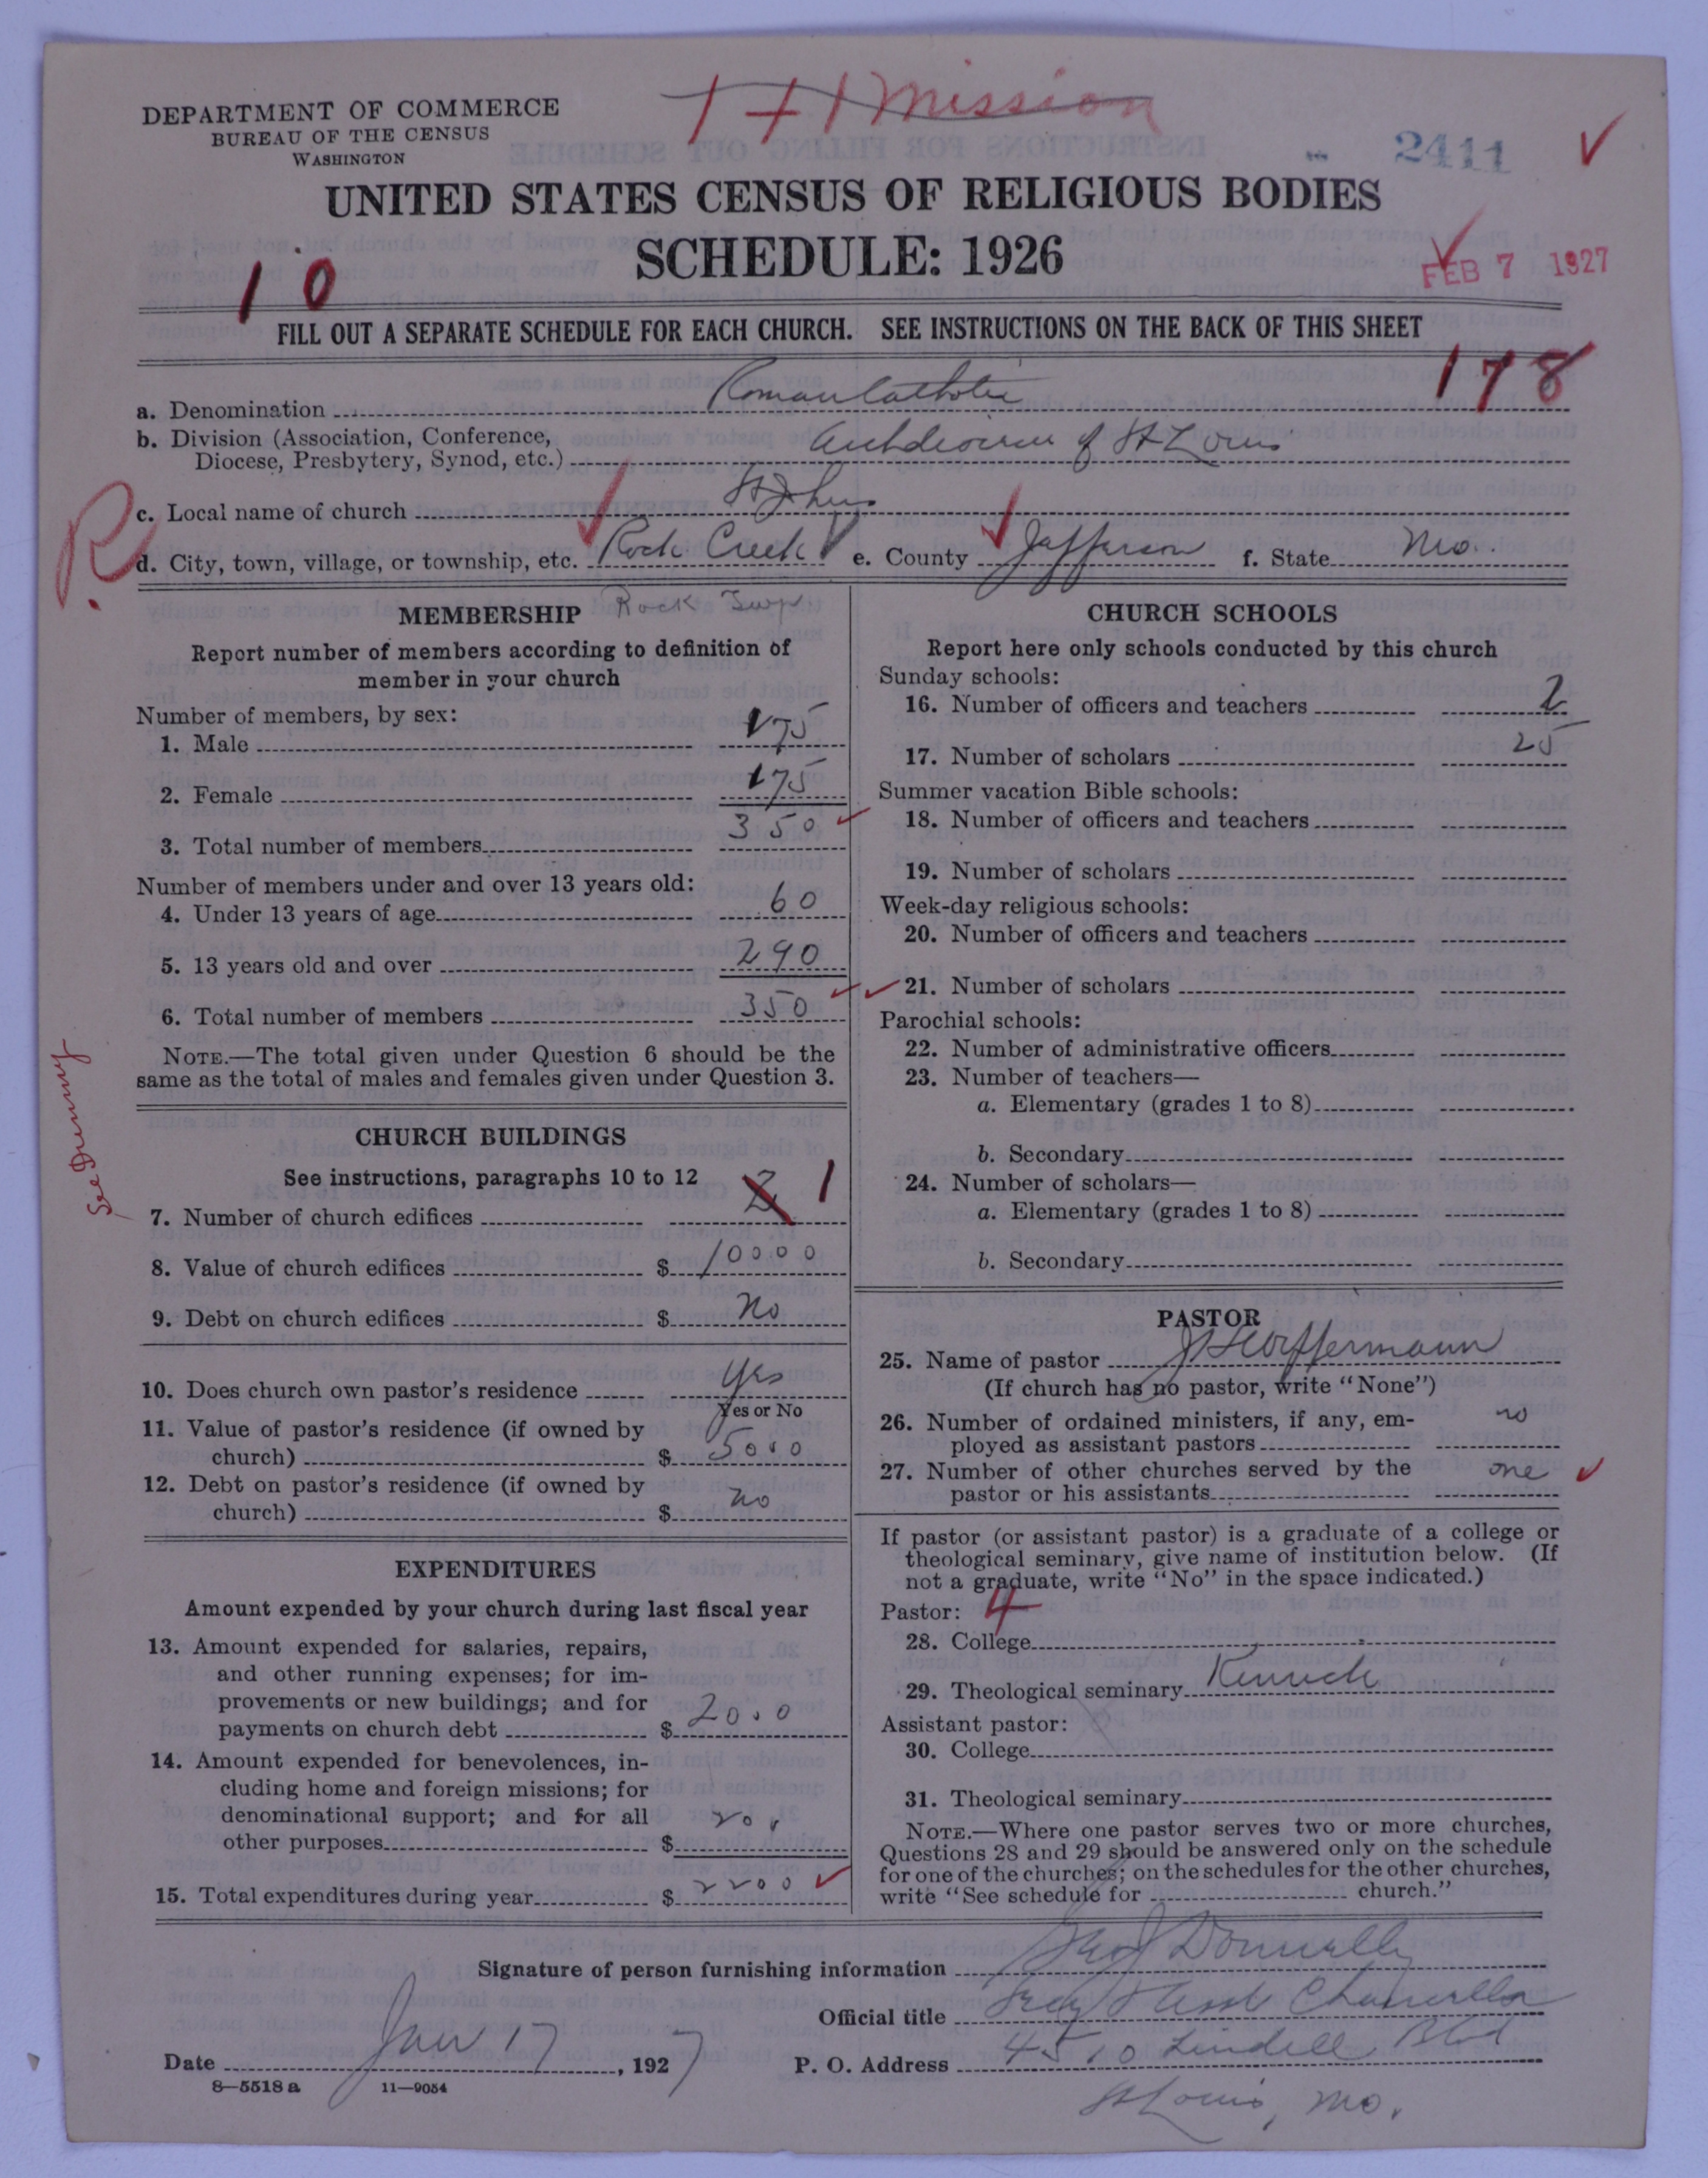 1 + 1 mission
DEPARTMENT OF COMMERCE
BUREAU OF THE CENSUS
WASHINGTON
2411
UNITED STATES CENSUS OF RELIGIOUS BODIES
SCHEDULE: 1926
FEB 7 1927
10
FILL OUT A SEPARATE SCHEDULE FOR EACH CHURCH. SEE INSTRUCTIONS ON THE BACK OF THIS SHEET
178
a. Denomination Roman Catholic
b. Division (Association, Conference,
Diocese, Presbytery, Synod, etc.) Archdiocese of St Louis
R
c. Local name of church St Johns
d. City, town, village, or township, etc. Rock Creek e. County Jefferson f. State Mo.
MEMBERSHIP Rock Twp
Report number of members according to definition of
member in your church
Number of members, by sex:
1. Male 175
2. Female 175
3. Total number of members 350
Number of members under and over 13 years old:
4. Under 13 years of age 60
5. 13 years old and over 290
6. Total number of members 350
NOTE.—The total given under Question 6 should be the
same as the total of males and females given under Question 3.
CHURCH BUILDINGS
See instructions, paragraphs 10 to 12
7. Number of church edifices 2 1
8. Value of church edifices $ 10000
9. Debt on church edifices $ no
10. Does church own pastor's residence yes
Yes or No
11. Value of pastor's residence (if owned by
church) $ 5000
12. Debt on pastor's residence (if owned by
church) $ no
EXPENDITURES
Amount expended by your church during last fiscal year
13. Amount expended for salaries, repairs,
and other running expenses; for im-
provements or new buildings; and for
payments on church debt $ 2000
14. Amount expended for benevolences, in-
cluding home and foreign missions; for
denominational support; and for all
other purposes $ 200
15. Total expenditures during year $ 2200
See
CHURCH SCHOOLS
Report here only schools conducted by this church
Sunday schools:
16. Number of officers and teachers 2
17. Number of scholars 25
Summer vacation Bible schools:
18. Number of officers and teachers
19. Number of scholars
Week-day religious schools:
20. Number of officers and teachers
21. Number of scholars
Parochial schools:
22. Number of administrative officers
23. Number of teachers—
a. Elementary (grades 1 to 8)
b. Secondary
24. Number of scholars—
a. Elementary (grades 1 to 8)
b. Secondary
PASTOR
25. Name of pastor
(If church has no pastor, write "None")
26. Number of ordained ministers, if any, em-
ployed as assistant pastors no
27. Number of other churches served by the
pastor or his assistants one
If pastor (or assistant pastor) is a graduate of a college or
theological seminary, give name of institution below. (If
not a graduate, write "No" in the space indicated.)
Pastor: 4
28. College
29. Theological seminary Kenrick
Assistant pastor:
30. College
31. Theological seminary
NOTE.—Where one pastor serves two or more churches,
Questions 28 and 29 should be answered only on the schedule
for one of the churches; on the schedules for the other churches,
write "See schedule for church."
Signature of person furnishing information Donnelly
Official title Chancellor
Date Jan 17, 1927 P. O. Address 4510 Lindell Blvd
St Louis, Mo.
8—5518 a 11—9054